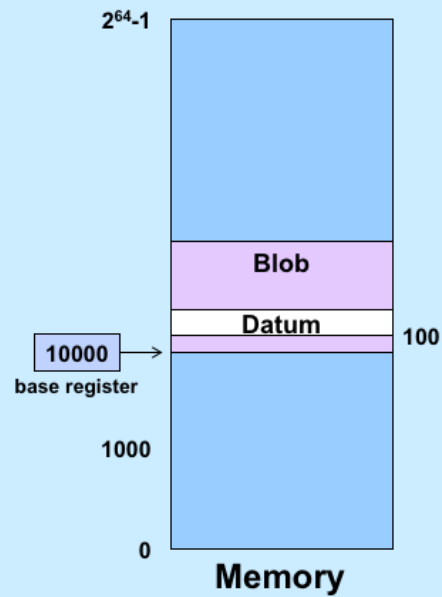 2⁶⁴-1
Blob
Datum
100
10000
base register
1000
0
Memory